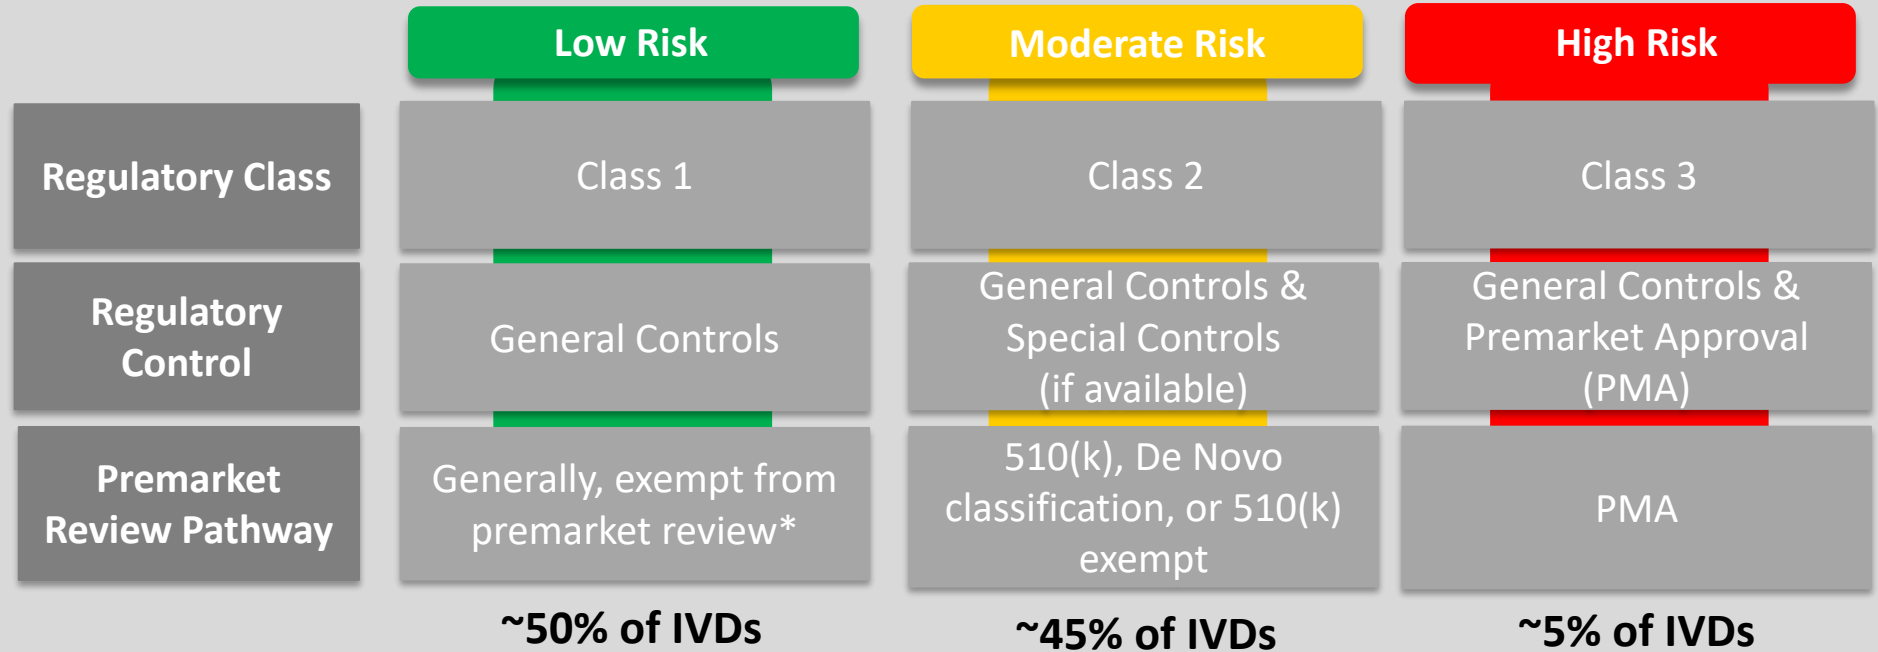 Low Risk
Moderate Risk
High Risk
Regulatory Class
Class 1
Class 2
Class 3
Regulatory
Control
General Controls
General Controls &
Special Controls
(if available)
General Controls &
Premarket Approval
(PMA)
Premarket
Review Pathway
Generally, exempt from
premarket review*
510(k), De Novo
classification, or 510(k)
exempt
PMA
~50% of IVDs
~45% of IVDs
~5% of IVDs